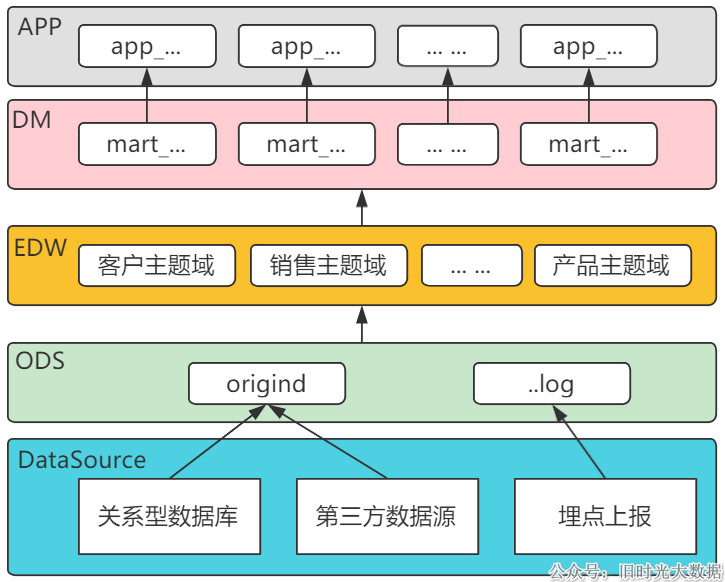 APP
app_...
app_...
... ...
app_...
DM
mart_...
mart_...
... ...
mart_...
EDW
客户主题域
销售主题域
... ...
产品主题域
ODS
origind
..log
DataSource
关系型数据库
第三方数据源
埋点上报
公众号：旧时光大数据